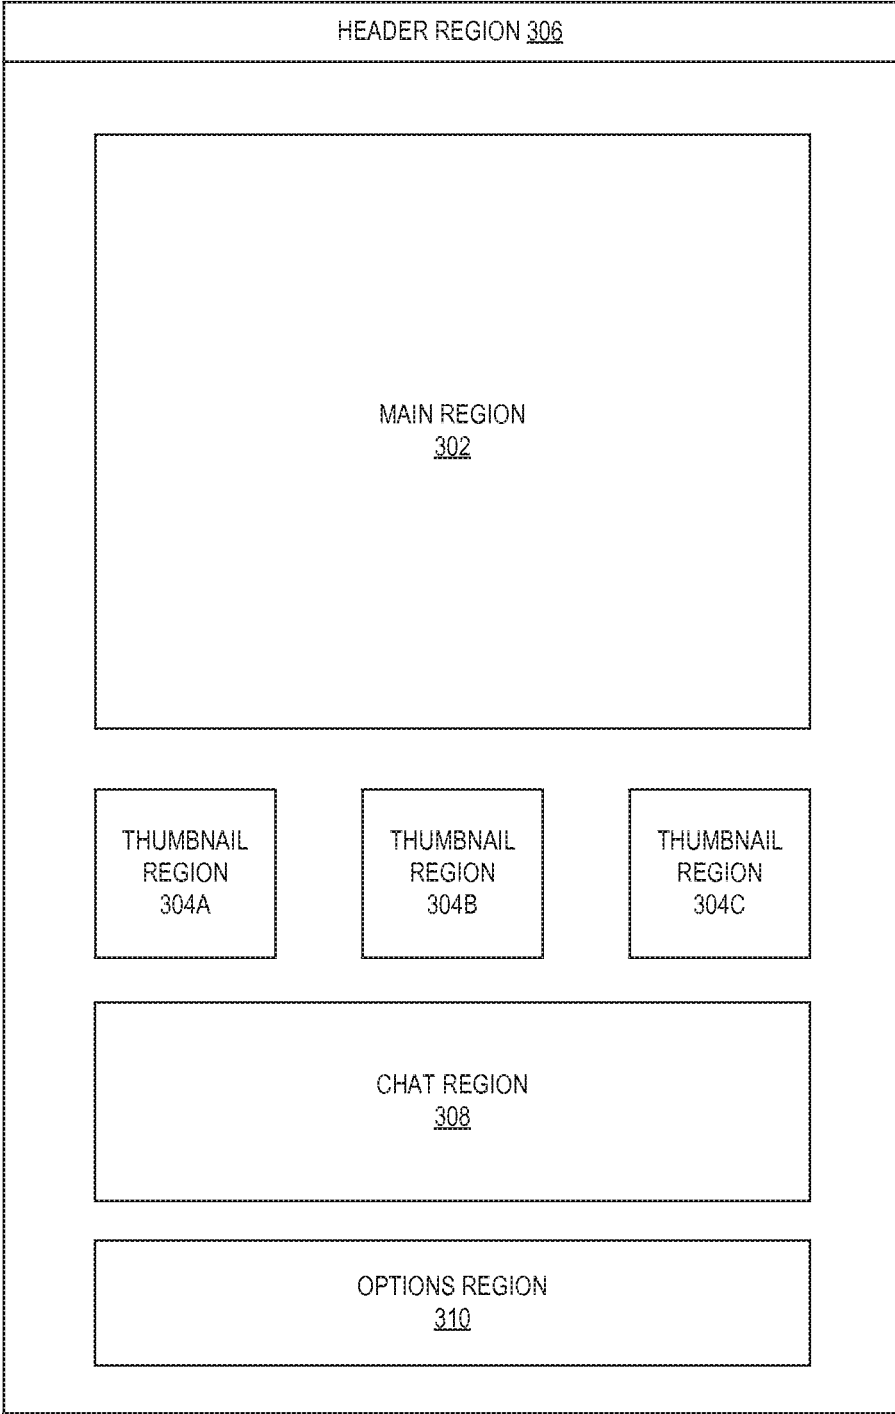 HEADER REGION 306
MAIN REGION
302
THUMBNAIL
REGION
304A
THUMBNAIL
REGION
304B
THUMBNAIL
REGION
304C
CHAT REGION
308
OPTIONS REGION
310